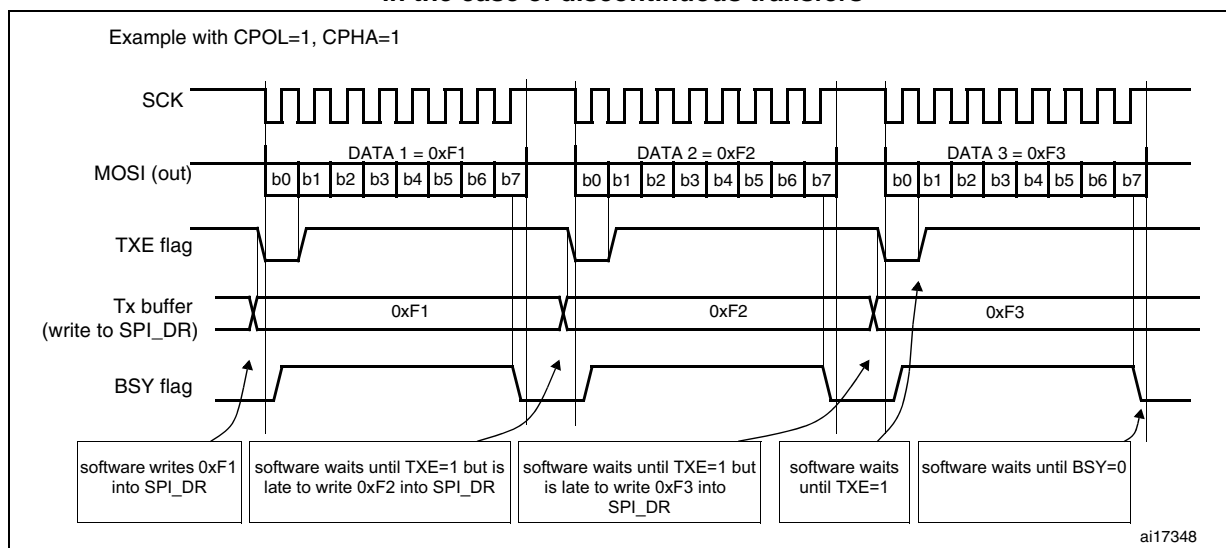 in the case of discontinuous transfers
Example with CPOL=1, CPHA=1
SCK
DATA 1 = 0xF1
DATA 2 = 0xF2
DATA 3 = 0xF3
MOSI (out)
b0 b1 b2 b3 b4 b5 b6 b7
b0 b1 b2 b3 b4 b5 b6 b7
b0 b1 b2 b3 b4 b5 b6 b7
TXE flag
Tx buffer
(write to SPI_DR)
0xF1
0xF2
0xF3
BSY flag
software writes 0xF1
into SPI_DR
software waits until TXE=1 but is
late to write 0xF2 into SPI_DR
software waits until TXE=1 but
is late to write 0xF3 into
SPI_DR
software waits
until TXE=1
software waits until BSY=0
ai17348